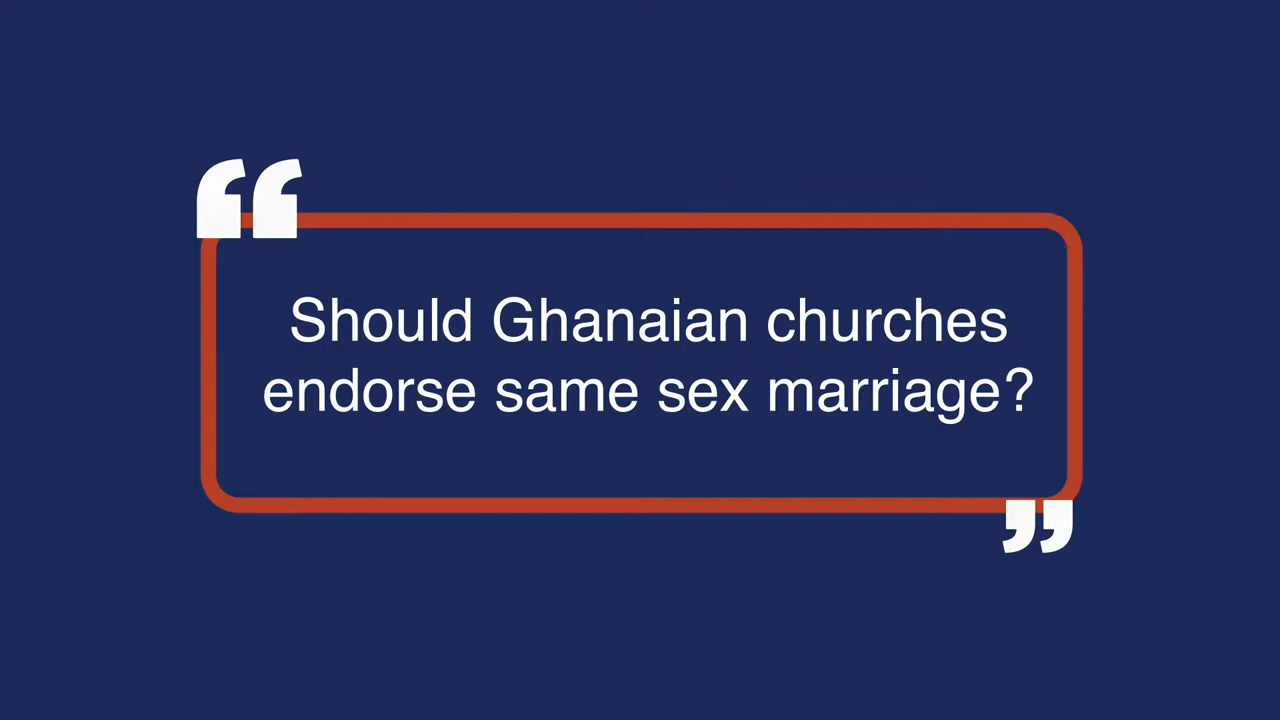 “
Should Ghanaian churches
endorse same sex marriage?
”